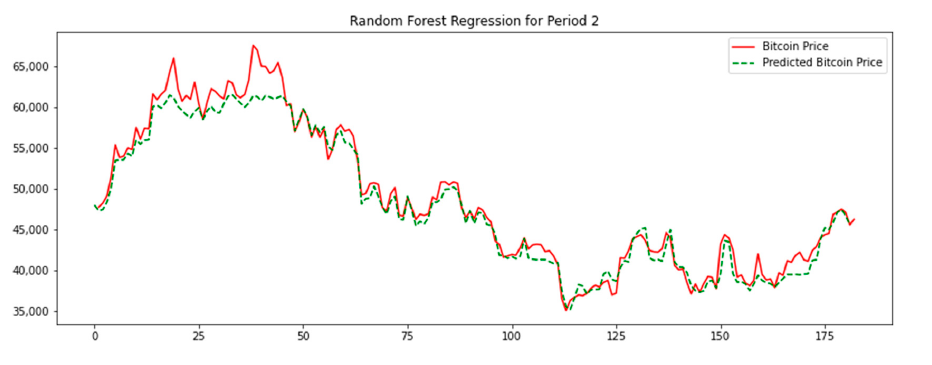 Random Forest Regression for Period 2
Bitcoin Price
Predicted Bitcoin Price
65,000
60,000
55,000
50,000
45,000
40,000
35,000
0 25 50 75 100 125 150 175